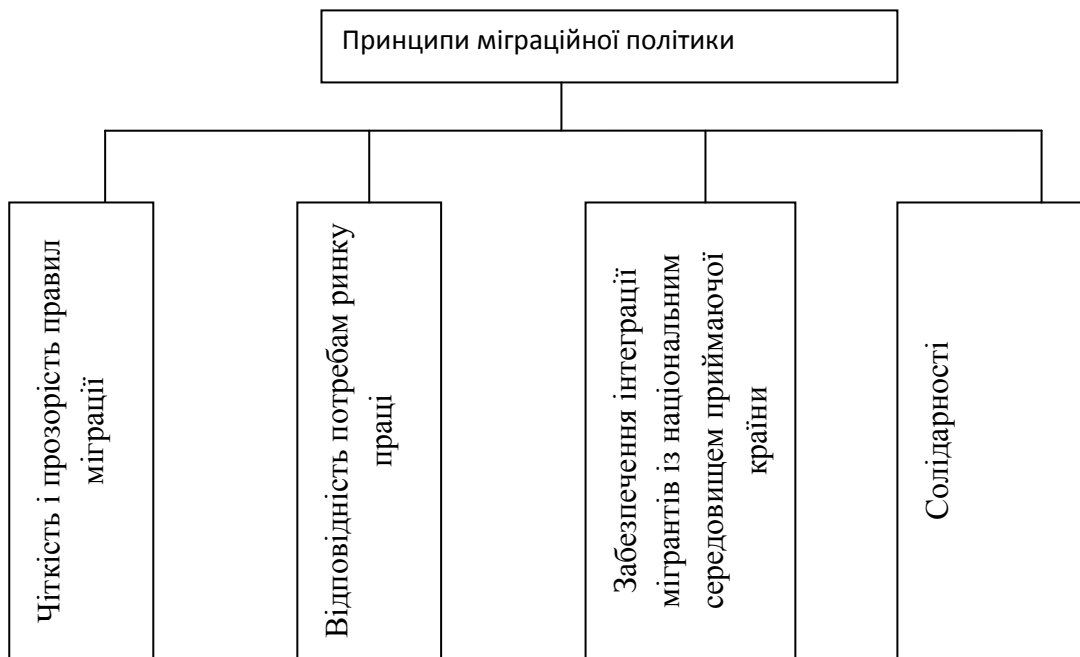 Принципи міграційної політики
Чіткість і прозорість правил
міграції
Відповідність потребам ринку
праці
Забезпечення інтеграції
мігрантів із національним
середовищем приймаючої
країни
Солідарності